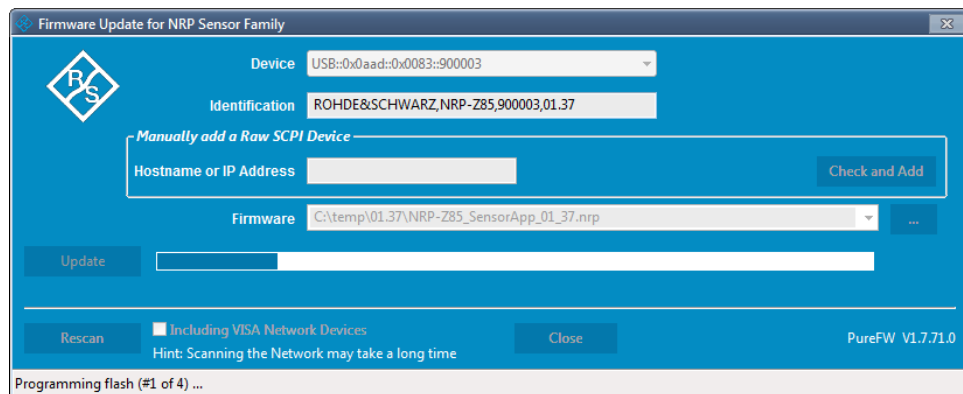 Firmware Update for NRP Sensor Family
R
S
Device USB::0x0aad::0x0083::900003
Identification ROHDE&SCHWARZ,NRP-Z85,900003,01.37
Manually add a Raw SCPI Device
Hostname or IP Address Check and Add
Firmware C:\temp\01.37\NRP-Z85_SensorApp_01_37.nrp ...
Update
Rescan Including VISA Network Devices Close PureFW V1.7.71.0
Hint: Scanning the Network may take a long time
Programming flash (#1 of 4) ...